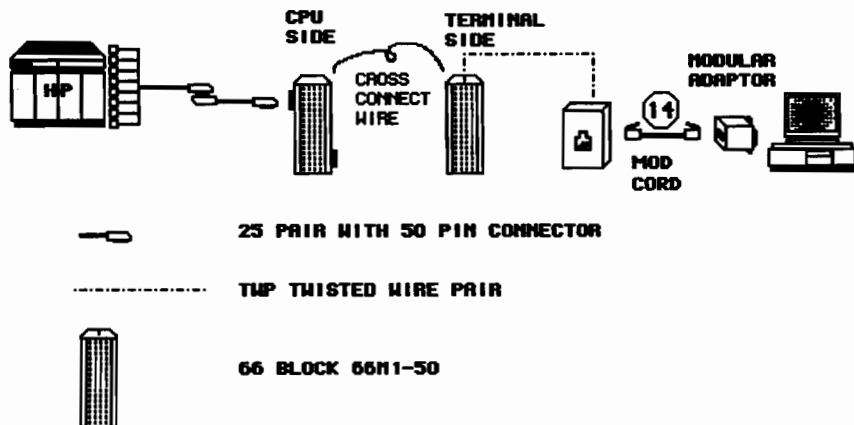 CPU
SIDE
TERMINAL
SIDE
HP
CROSS
CONNECT
WIRE
14
MOD
CORD
MODULAR
ADAPTOR
25 PAIR WITH 50 PIN CONNECTOR
TWP TWISTED WIRE PAIR
66 BLOCK 66M1-50